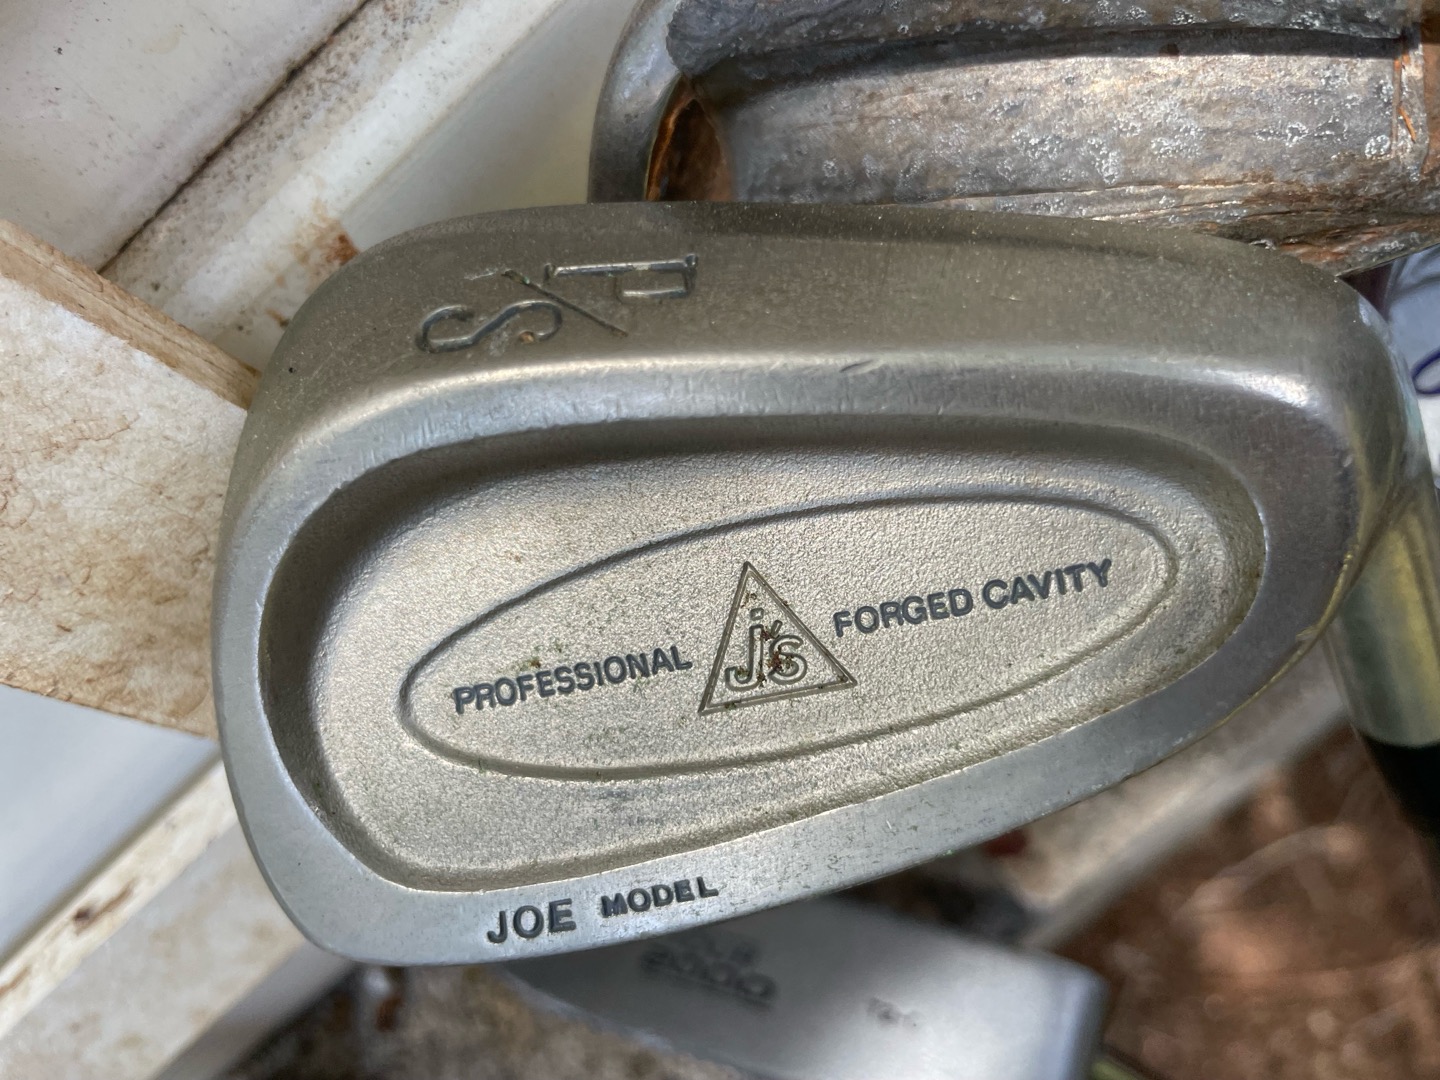 P/S
PROFESSIONAL J's FORGED CAVITY
JOE MODEL